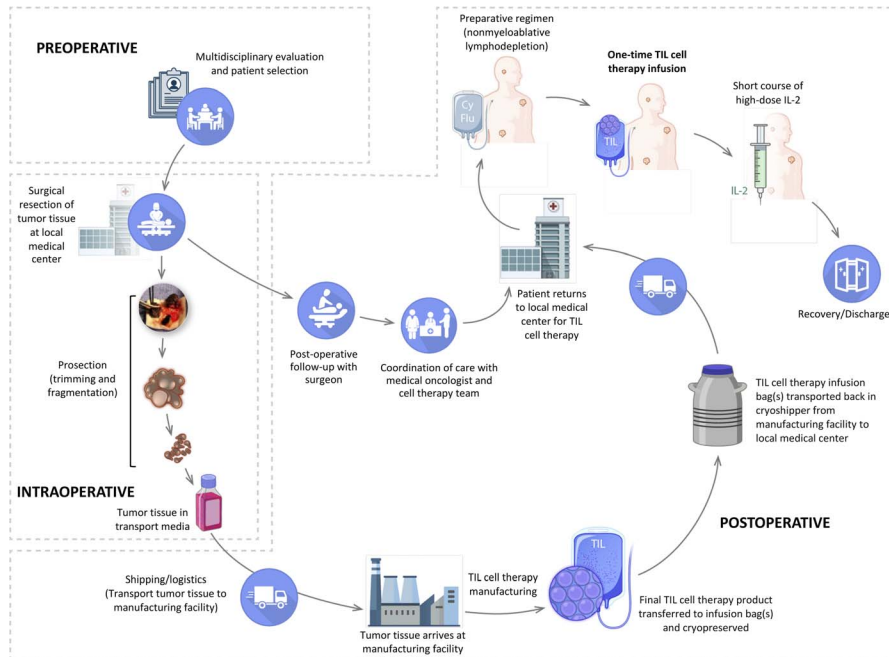 PREOPERATIVE
Multidisciplinary evaluation
and patient selection
Surgical
resection of
tumor tissue
at local
medical
center
Prosection
(trimming and
fragmentation)
INTRAOPERATIVE
Tumor tissue in
transport media
Post-operative
follow-up with
surgeon
Coordination of care with
medical oncologist and
cell therapy team
Shipping/logistics
(Transport tumor tissue to
manufacturing facility)
Tumor tissue arrives at
manufacturing facility
TIL cell therapy
manufacturing
TIL
Final TIL cell therapy product
transferred to infusion bag(s)
and cryopreserved
POSTOPERATIVE
TIL cell therapy infusion
bag(s) transported back in
cryoshipper from
manufacturing facility to
local medical center
Patient returns
to local medical
center for TIL
cell therapy
Preparative regimen
(nonmyeloablative
lymphodepletion)
Cy
Flu
One-time TIL cell
therapy infusion
TIL
Short course of
high-dose IL-2
IL-2
Recovery/Discharge